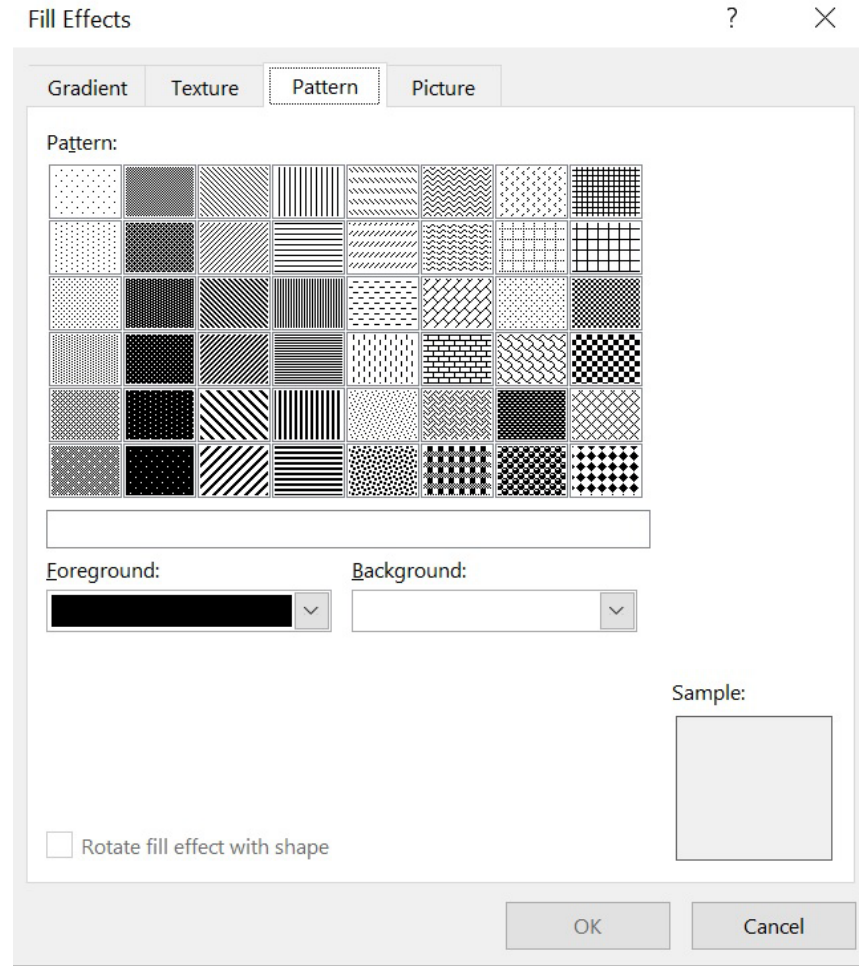 Fill Effects ?
Gradient Texture Pattern Picture
Pattern:
Foreground: Background:
Sample:
Rotate fill effect with shape
OK Cancel